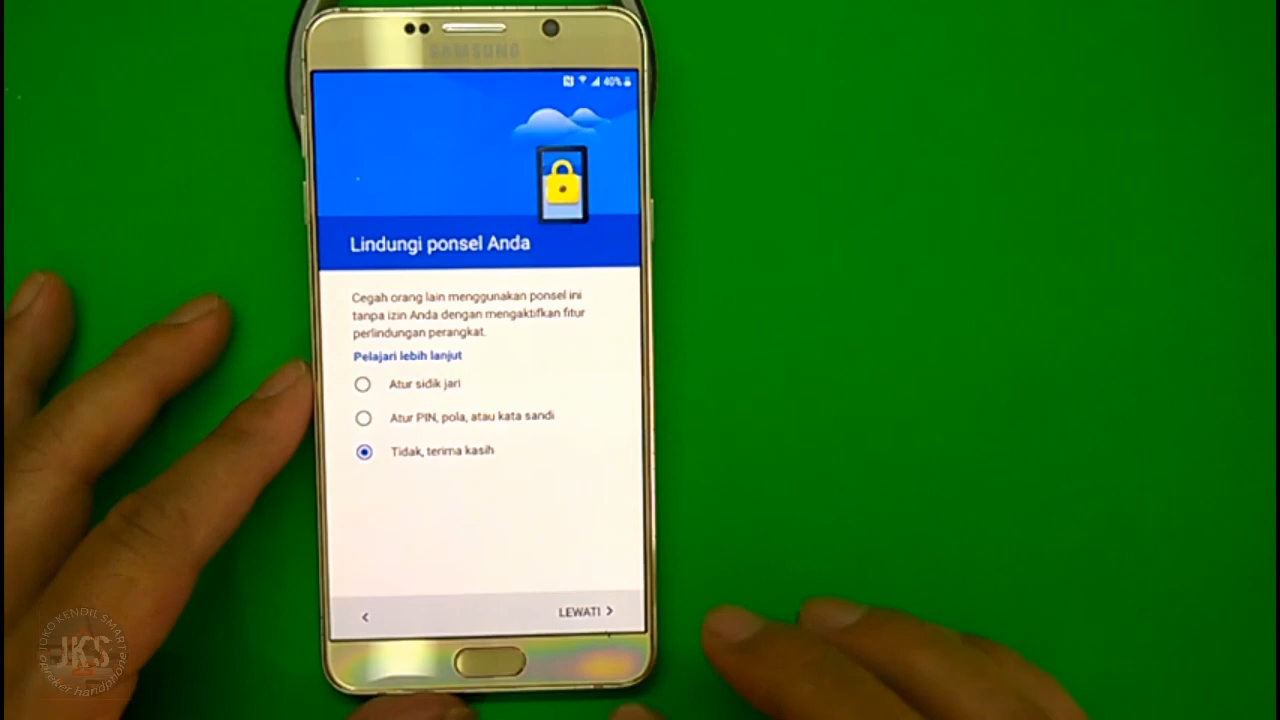 SAMSUNG
40%
Lindungi ponsel Anda
Cegah orang lain menggunakan ponsel ini
tanpa izin Anda dengan mengaktifkan fitur
perlindungan perangkat.
Pelajari lebih lanjut
Atur sidik jari
Atur PIN, pola, atau kata sandi
Tidak, terima kasih
LEWATI
JOKO KENDIL SMART
JKS
handphone